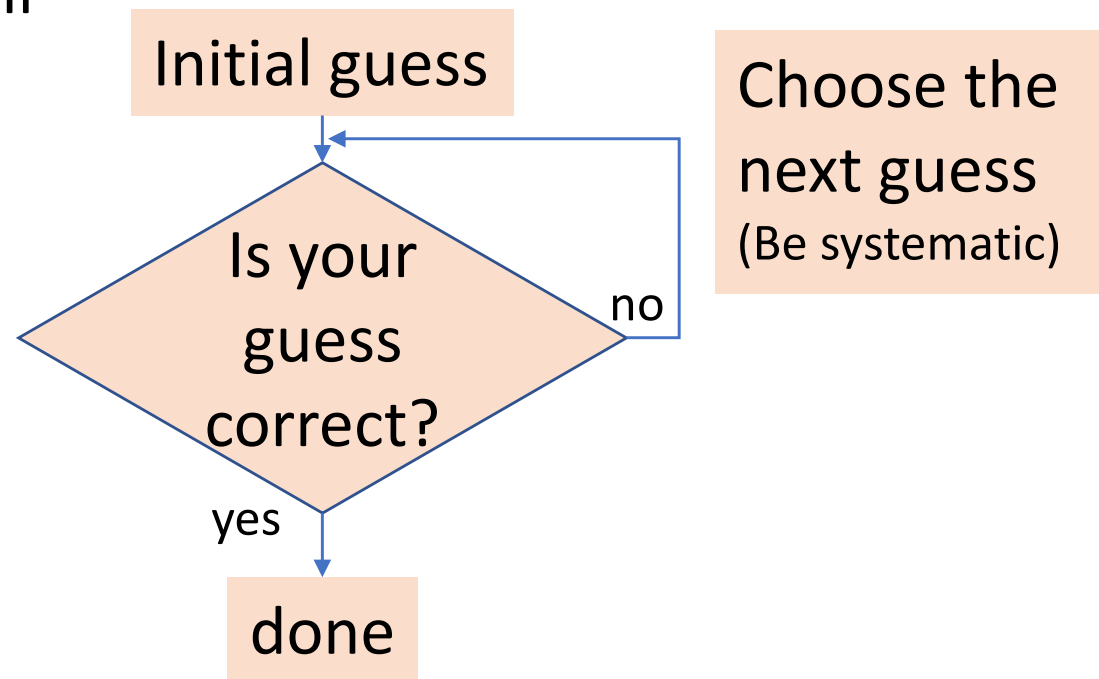 Initial guess
Choose the
next guess
(Be systematic)
Is your
guess
correct?
no
yes
done